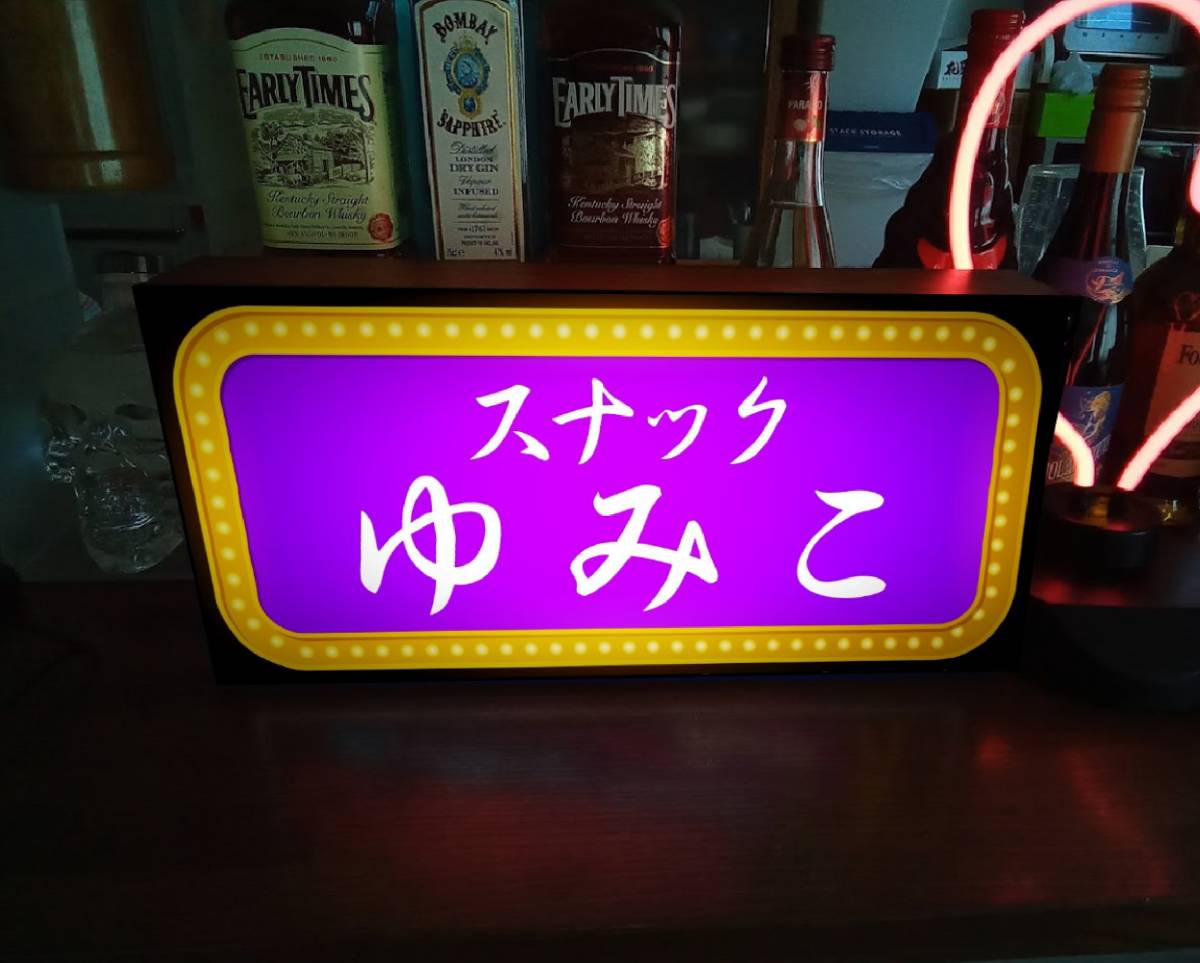 EARLY TIMES
Kentucky Straight
Bourbon Whisky
BOMBAY
SAPPHIRE
Distilled
LONDON
DRY GIN
Vapour
INFUSED
EARLY TIMES
Kentucky Straight
Bourbon Whisky
STACK STORAGE
スナック
ゆみこ